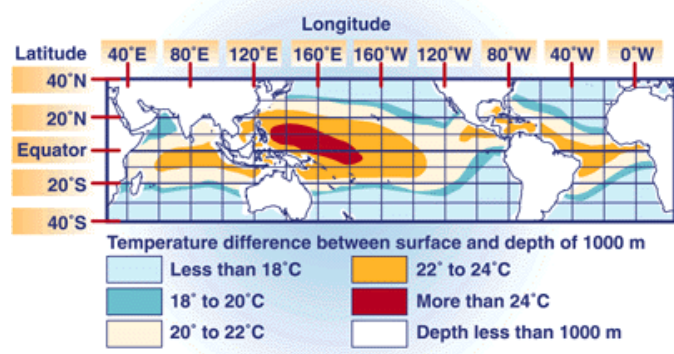 Longitude
Latitude 40°E 80°E 120°E 160°E 160°W 120°W 80°W 40°W 0°W
40°N
20°N
Equator
20°S
40°S
Temperature difference between surface and depth of 1000 m
Less than 18°C 22° to 24°C
18° to 20°C More than 24°C
20° to 22°C Depth less than 1000 m